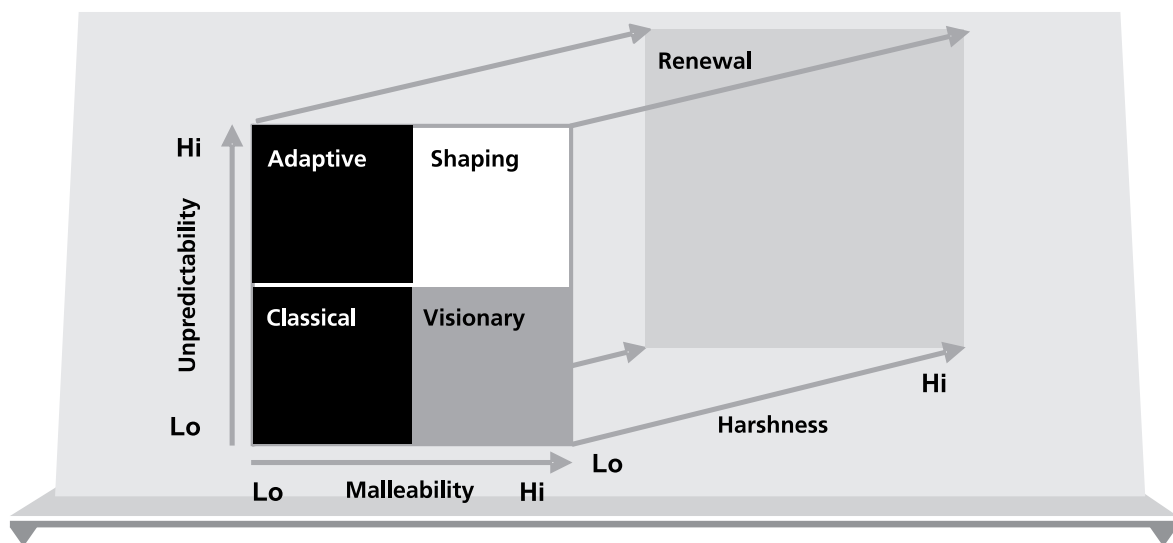 Renewal
Hi
Adaptive
Shaping
Unpredictability
Classical
Visionary
Hi
Lo
Harshness
Lo
Lo
Malleability
Hi